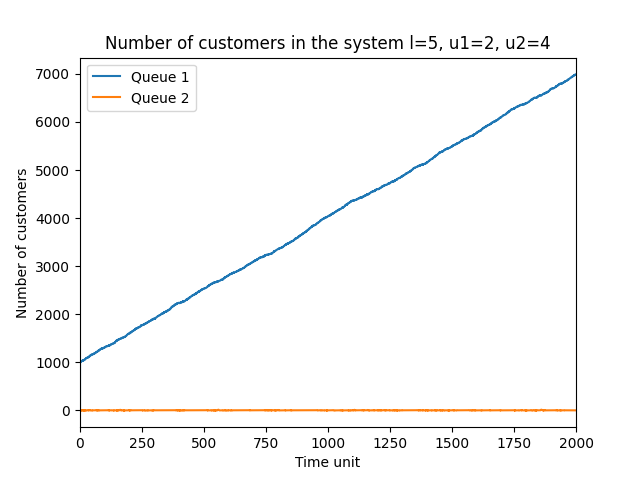 Number of customers in the system l=5, u1=2, u2=4
Queue 1
Queue 2
7000
6000
5000
4000
3000
2000
1000
0
Number of customers
0 250 500 750 1000 1250 1500 1750 2000
Time unit